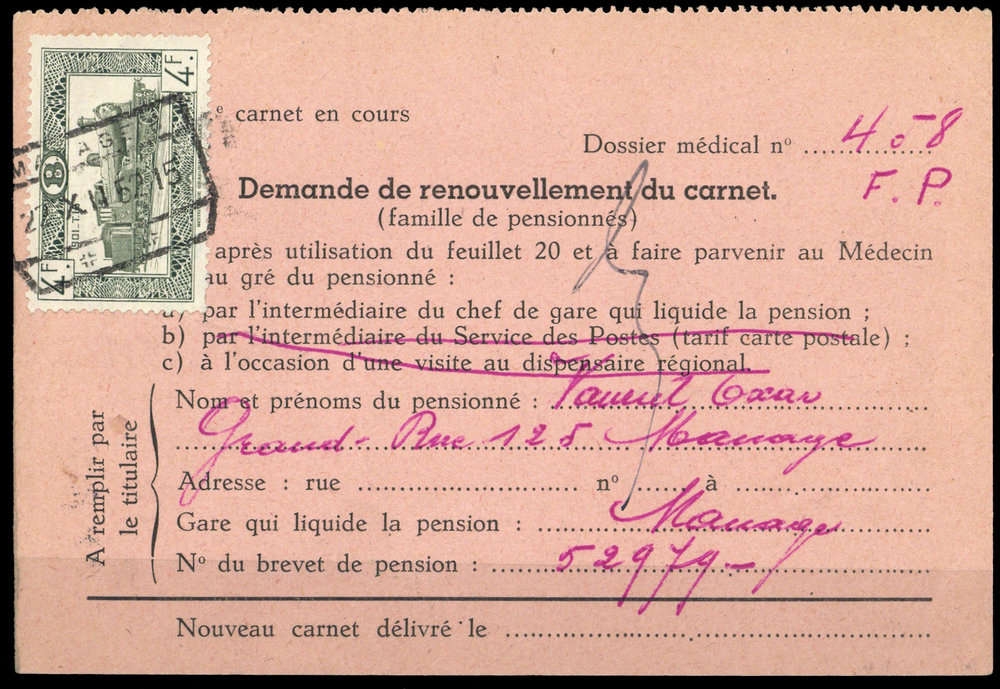 4F
4F
B
carnet en cours
Dossier médical nº 408
F. P.
Demande de renouvellement du carnet.
(famille de pensionnés)
après utilisation du feuillet 20 et à faire parvenir au Médecin
au gré du pensionné :
a) par l'intermédiaire du chef de gare qui liquide la pension ;
b) par l'intermédiaire du Service des Postes (tarif carte postale) ;
c) à l'occasion d'une visite au dispensaire régional.
A remplir par
le titulaire
Nom et prénoms du pensionné :
Grand-Rue 125 Manage
Adresse : rue nº à
Gare qui liquide la pension : Manage
Nº du brevet de pension : 52979-
Nouveau carnet délivré le